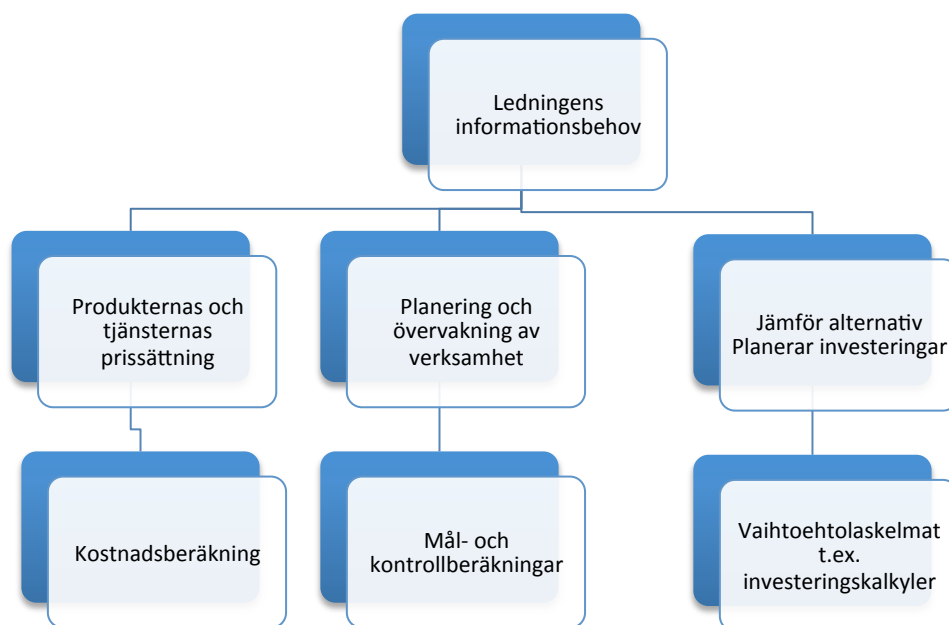 Ledningens
informationsbehov
Produkternas och
tjänsternas
prissättning
Planering och
övervakning av
verksamhet
Jämför alternativ
Planerar investeringar
Kostnadsberäkning
Mål- och
kontrollberäkningar
Vaihtoehtolaskelmat
t.ex.
investeringskalkyler